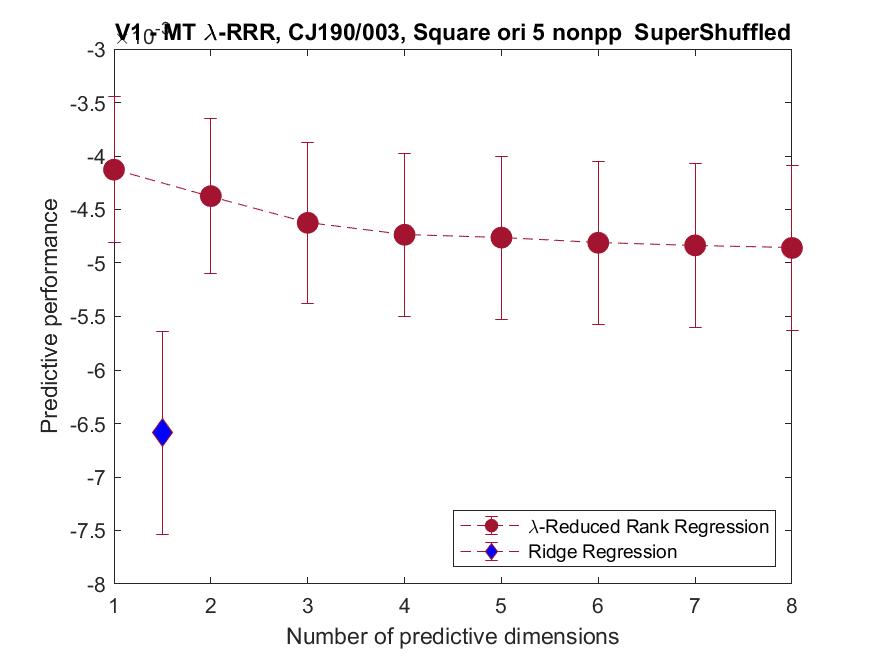 V1 - MT λ-RRR, CJ190/003, Square ori 5 nonpp SuperShuffled
×10⁻³
-3
-3.5
-4
-4.5
-5
-5.5
-6
-6.5
-7
-7.5
-8
Predictive performance
1 2 3 4 5 6 7 8
Number of predictive dimensions
λ-Reduced Rank Regression
Ridge Regression